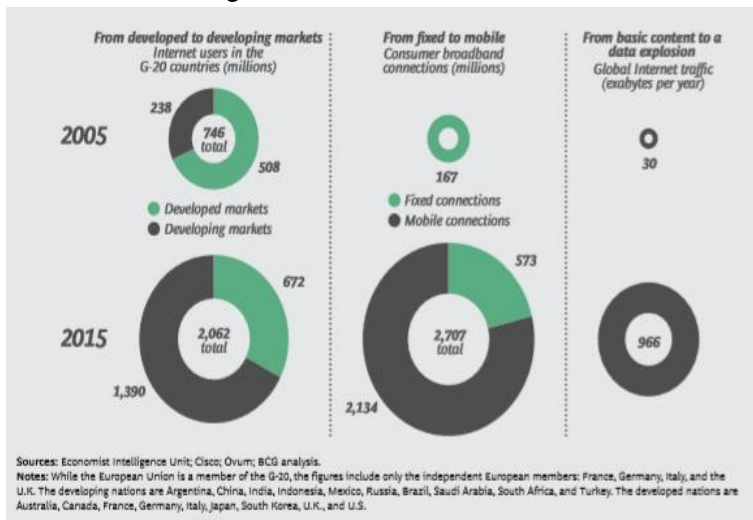 From developed to developing markets
Internet users in the
G-20 countries (millions)
From fixed to mobile
Consumer broadband
connections (millions)
From basic content to a
data explosion
Global Internet traffic
(exabytes per year)
2005
238
746
total
508
167
30
Developed markets
Developing markets
Fixed connections
Mobile connections
2015
672
2,062
total
1,390
573
2,707
total
2,134
966
Sources: Economist Intelligence Unit; Cisco; Ovum; BCG analysis.
Notes: While the European Union is a member of the G-20, the figures include only the independent European members: France, Germany, Italy, and the
U.K. The developing nations are Argentina, China, India, Indonesia, Mexico, Russia, Brazil, Saudi Arabia, South Africa, and Turkey. The developed nations are
Australia, Canada, France, Germany, Italy, Japan, South Korea, U.K., and U.S.